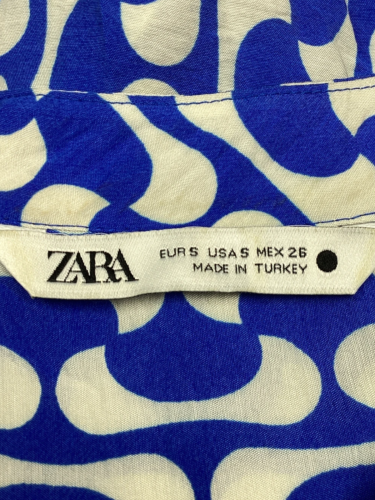 ZARA
EUR S USA S MEX 26
MADE IN TURKEY